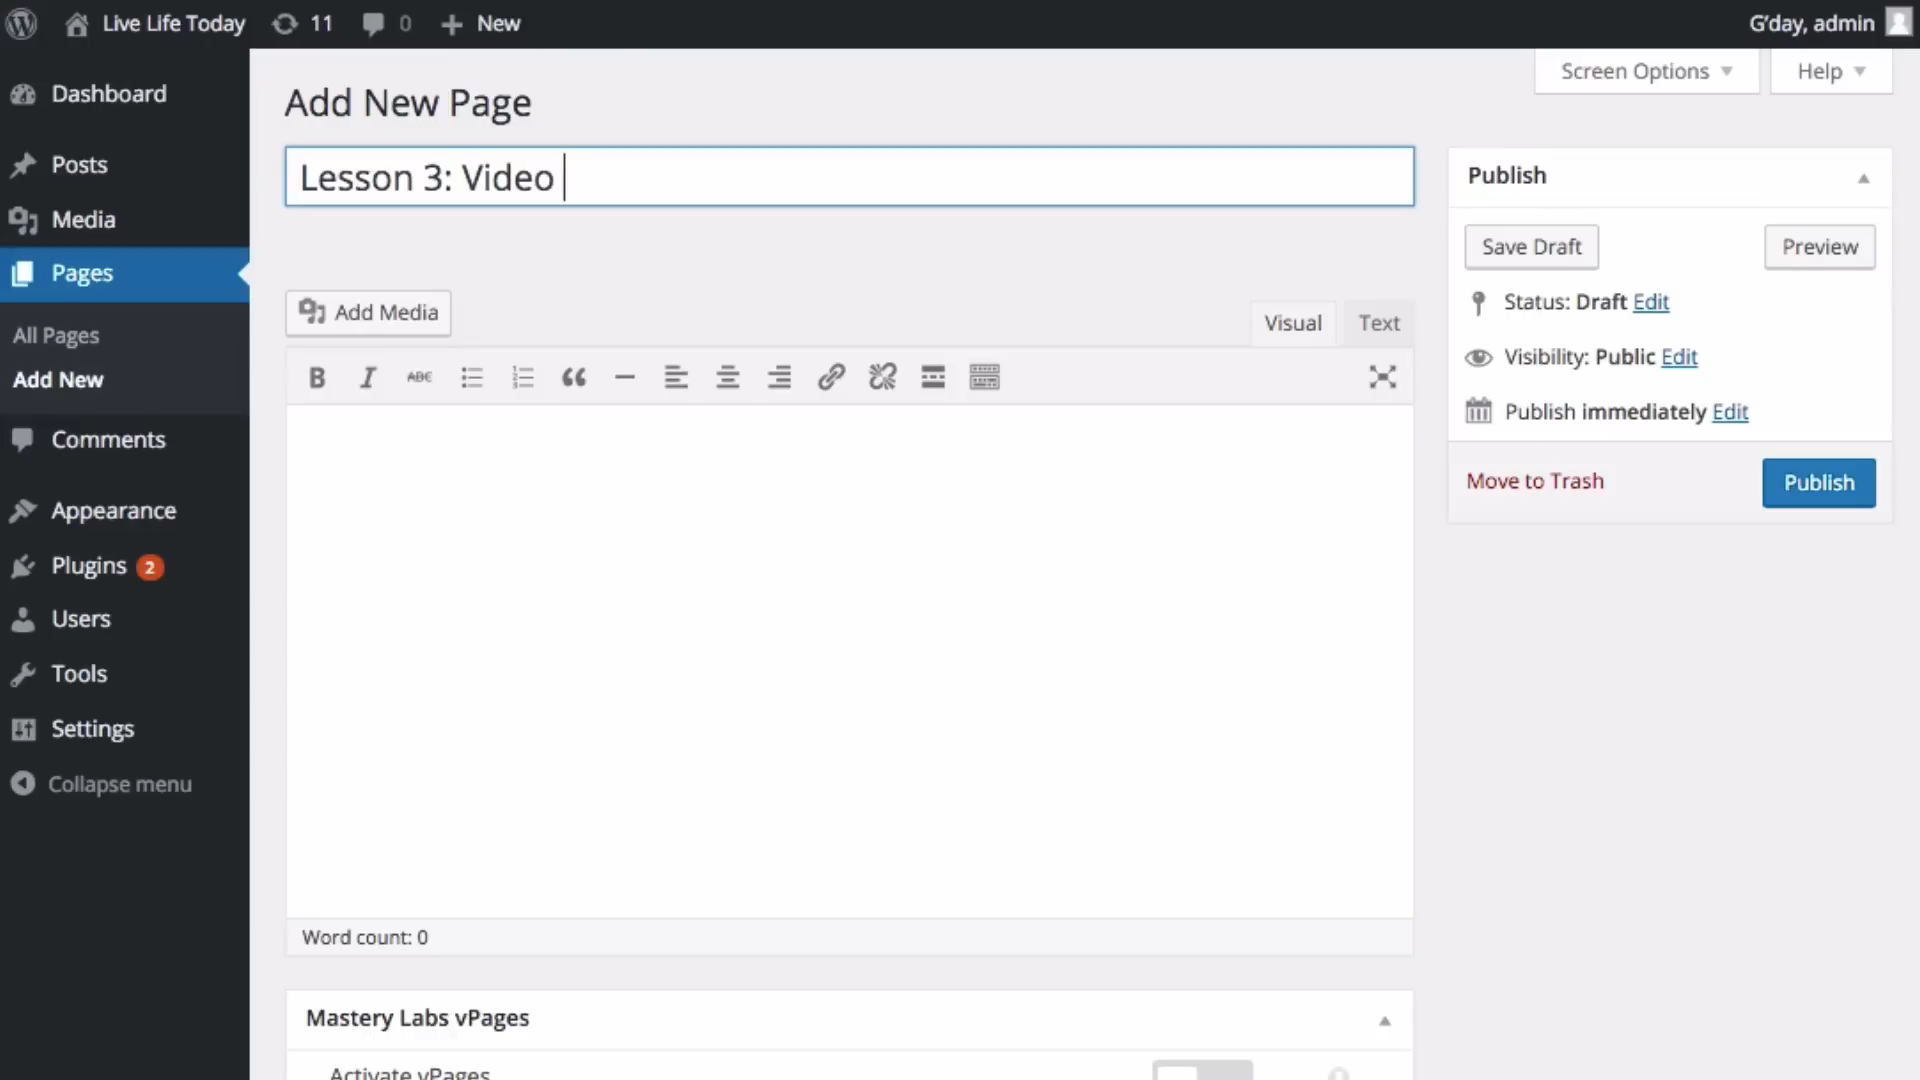 Live Life Today 11 0 New G'day, admin
Screen Options Help
Dashboard
Posts
Media
Pages
All Pages
Add New
Comments
Appearance
Plugins 2
Users
Tools
Settings
Collapse menu
Add New Page
Lesson 3: Video
Add Media
Visual Text
B I ABC
Word count: 0
Mastery Labs vPages
Activate vPages
Publish
Save Draft Preview
Status: Draft Edit
Visibility: Public Edit
Publish immediately Edit
Move to Trash Publish